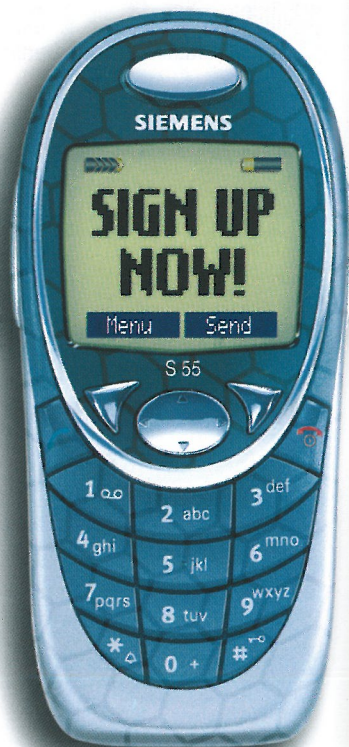 SIEMENS
SIGN UP
NOW!
Menu Send
S 55
1
2 abc
3 def
4 ghi
5 jkl
6 mno
7 pqrs
8 tuv
9 wxyz
*
0 +
#